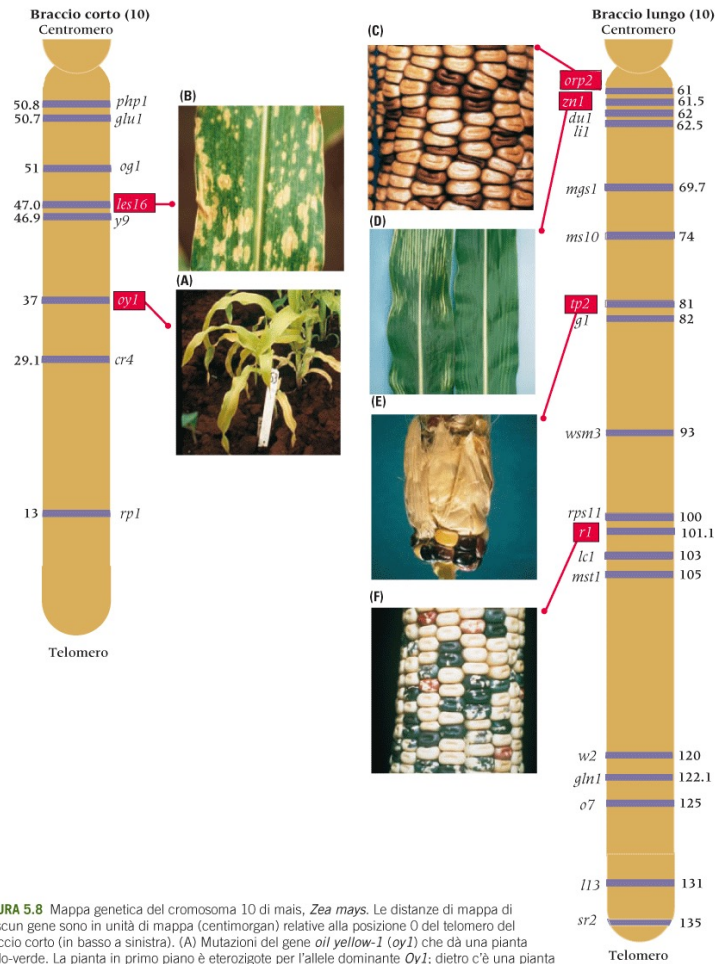 Braccio corto (10)
Centromero
50.8 php1
50.7 glu1
51 og1
47.0 les16
46.9 y9
37 oy1
29.1 cr4
13 rp1
Telomero
(B)
(A)
(C)
(D)
(E)
(F)
Braccio lungo (10)
Centromero
orp2 61
zn1 61.5
du1 62
li1 62.5
mgs1 69.7
ms10 74
tp2 81
g1 82
wsm3 93
rps11 100
r1 101.1
lc1 103
mst1 105
w2 120
gln1 122.1
o7 125
l13 131
sr2 135
Telomero
URA 5.8 Mappa genetica del cromosoma 10 di mais, Zea mays. Le distanze di mappa di
scun gene sono in unità di mappa (centimorgan) relative alla posizione 0 del telomero del
ccio corto (in basso a sinistra). (A) Mutazioni del gene oil yellow-1 (oy1) che dà una pianta
lo-verde. La pianta in primo piano è eterozigote per l'allele dominante Oy1; dietro c'è una pianta